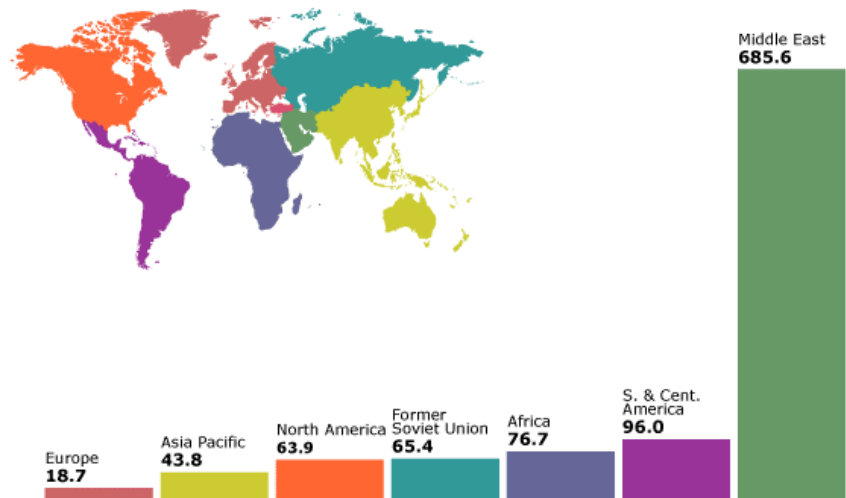 Middle East
685.6
Europe
18.7
Asia Pacific
43.8
North America
63.9
Former
Soviet Union
65.4
Africa
76.7
S. & Cent.
America
96.0